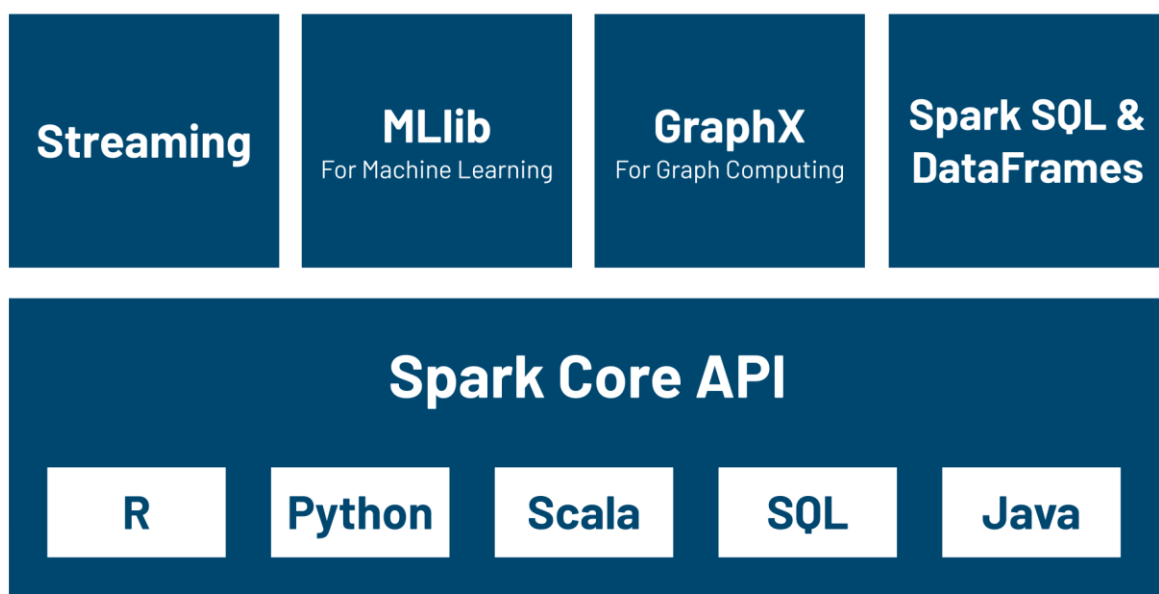 Streaming
MLlib
For Machine Learning
GraphX
For Graph Computing
Spark SQL &
DataFrames
Spark Core API
R
Python
Scala
SQL
Java